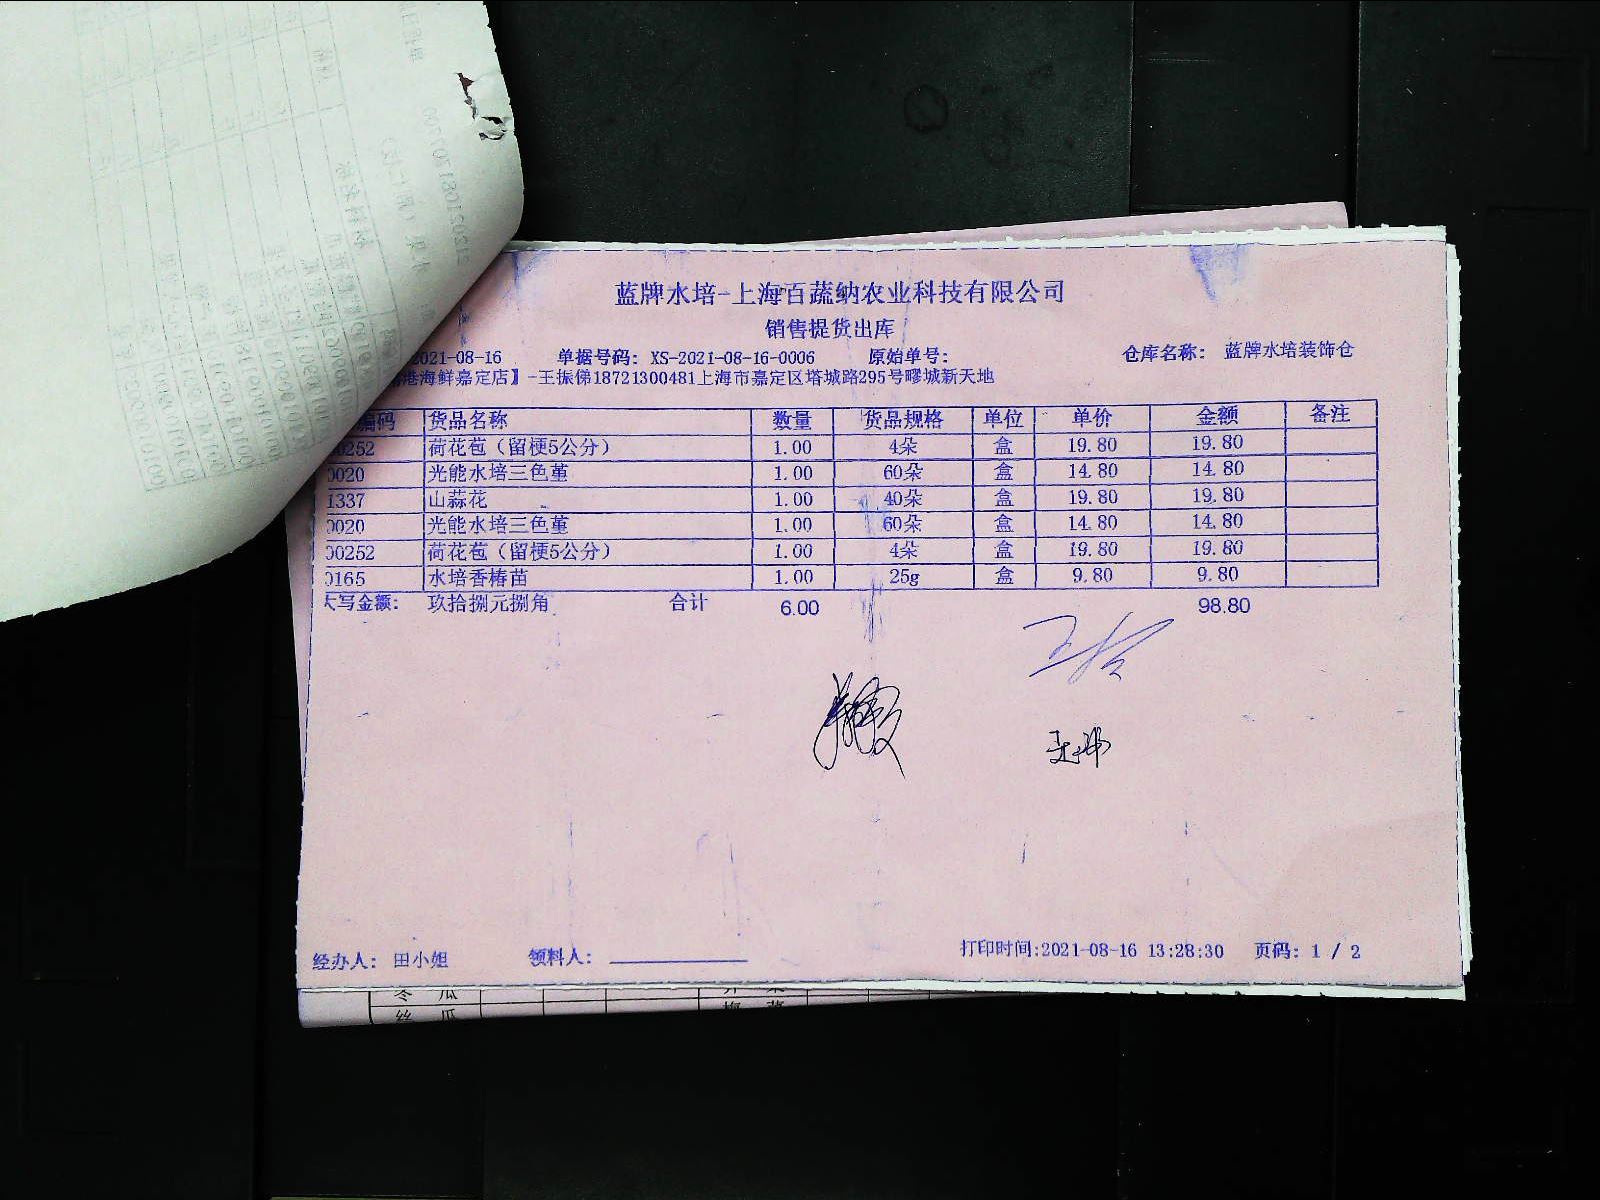 蓝牌水培-上海百蔬纳农业科技有限公司
销售提货出库
2021-08-16 单据号码: XS-2021-08-16-0006 原始单号: 仓库名称: 蓝牌水培装饰仓
港海鲜嘉定店】-王振俤18721300481上海市嘉定区塔城路295号疁城新天地
编码 货品名称 数量 货品规格 单位 单价 金额 备注
0252 荷花苞（留梗5公分） 1.00 4朵 盒 19.80 19.80
0020 光能水培三色堇 1.00 60朵 盒 14.80 14.80
1337 山蒜花 1.00 40朵 盒 19.80 19.80
0020 光能水培三色堇 1.00 60朵 盒 14.80 14.80
00252 荷花苞（留梗5公分） 1.00 4朵 盒 19.80 19.80
0165 水培香椿苗 1.00 25g 盒 9.80 9.80
大写金额: 玖拾捌元捌角 合计 6.00 98.80
经办人: 田小姐 领料人: 打印时间:2021-08-16 13:28:30 页码: 1 / 2
冬 瓜
丝 瓜